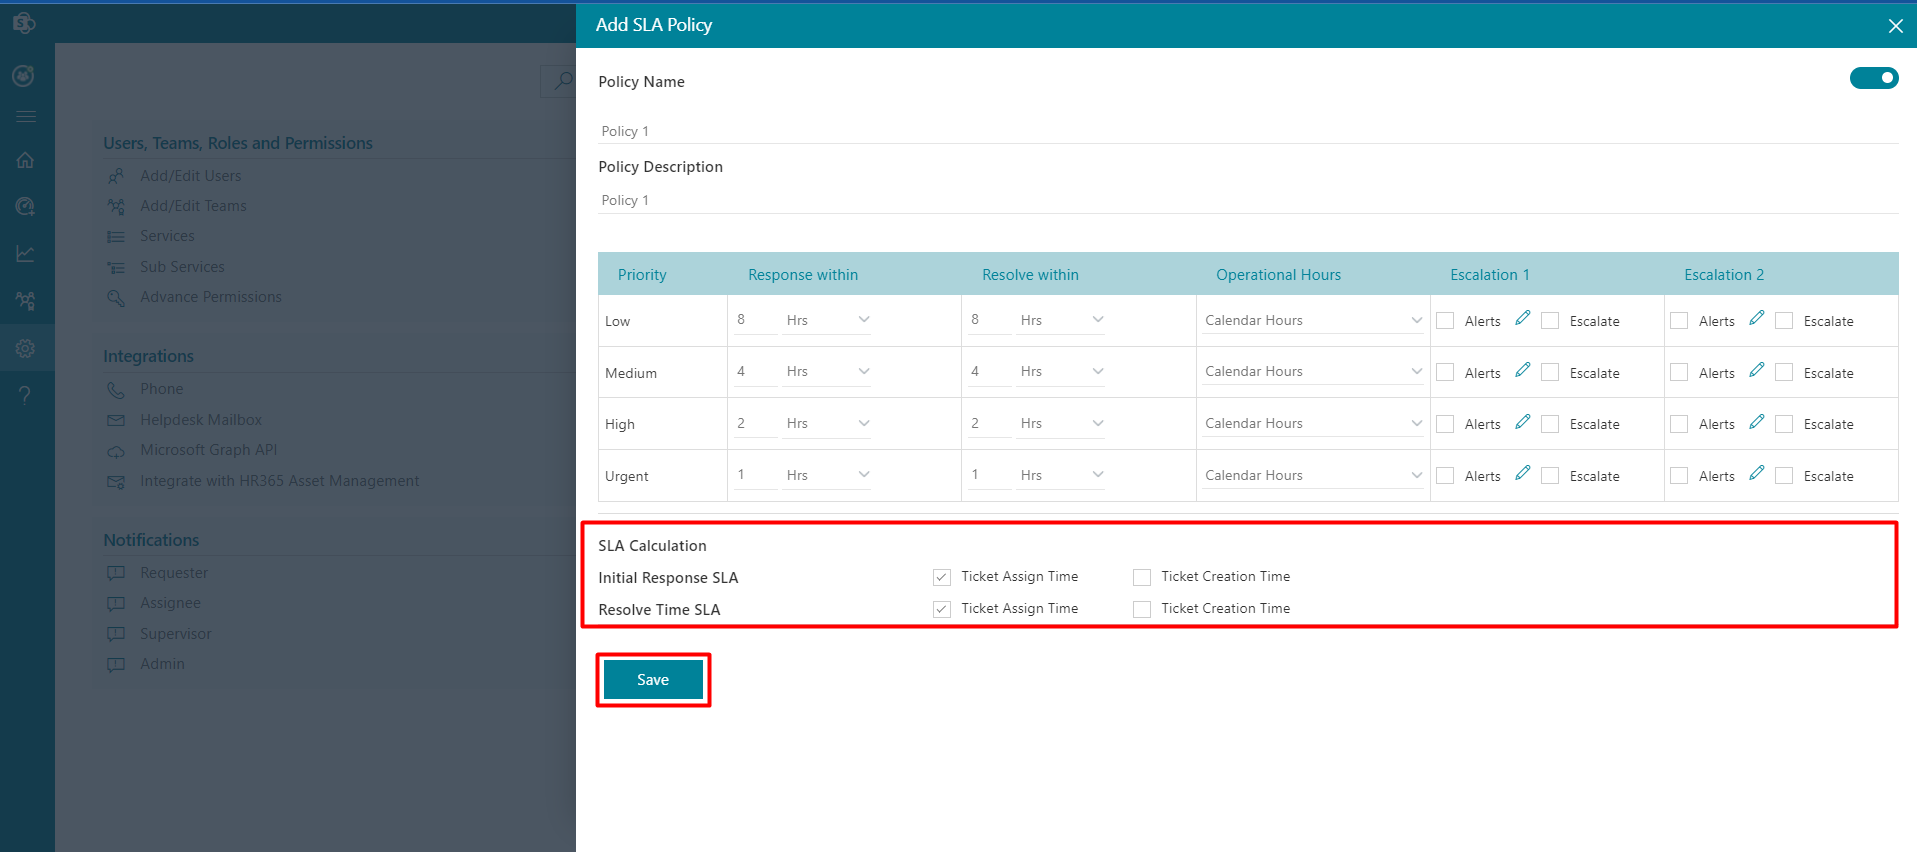 Add SLA Policy
Users, Teams, Roles and Permissions
Add/Edit Users
Add/Edit Teams
Services
Sub Services
Advance Permissions
Integrations
Phone
Helpdesk Mailbox
Microsoft Graph API
Integrate with HR365 Asset Management
Notifications
Requester
Assignee
Supervisor
Admin
Policy Name
Policy 1
Policy Description
Policy 1
Priority Response within Resolve within Operational Hours Escalation 1 Escalation 2
Low 8 Hrs 8 Hrs Calendar Hours Alerts Escalate Alerts Escalate
Medium 4 Hrs 4 Hrs Calendar Hours Alerts Escalate Alerts Escalate
High 2 Hrs 2 Hrs Calendar Hours Alerts Escalate Alerts Escalate
Urgent 1 Hrs 1 Hrs Calendar Hours Alerts Escalate Alerts Escalate
SLA Calculation
Initial Response SLA Ticket Assign Time Ticket Creation Time
Resolve Time SLA Ticket Assign Time Ticket Creation Time
Save